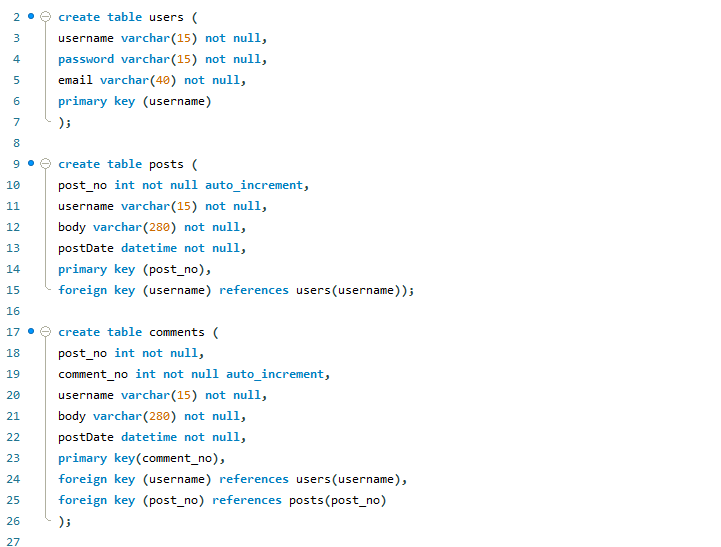 2 create table users (
3 username varchar(15) not null,
4 password varchar(15) not null,
5 email varchar(40) not null,
6 primary key (username)
7 );
8
9 create table posts (
10 post_no int not null auto_increment,
11 username varchar(15) not null,
12 body varchar(280) not null,
13 postDate datetime not null,
14 primary key (post_no),
15 foreign key (username) references users(username));
16
17 create table comments (
18 post_no int not null,
19 comment_no int not null auto_increment,
20 username varchar(15) not null,
21 body varchar(280) not null,
22 postDate datetime not null,
23 primary key(comment_no),
24 foreign key (username) references users(username),
25 foreign key (post_no) references posts(post_no)
26 );
27